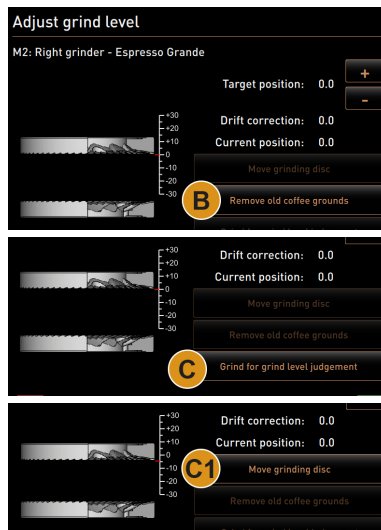 Adjust grind level
M2: Right grinder - Espresso Grande
+
Target position: 0.0
-
Drift correction: 0.0
Current position: 0.0
+30
+20
+10
0
-10
-20
-30
Move grinding disc
B
Remove old coffee grounds
Drift correction: 0.0
Current position: 0.0
+30
+20
+10
0
-10
-20
-30
Move grinding disc
Remove old coffee grounds
C
Grind for grind level judgement
Drift correction: 0.0
Current position: 0.0
+30
+20
+10
0
-10
-20
-30
C1
Move grinding disc
Remove old coffee grounds